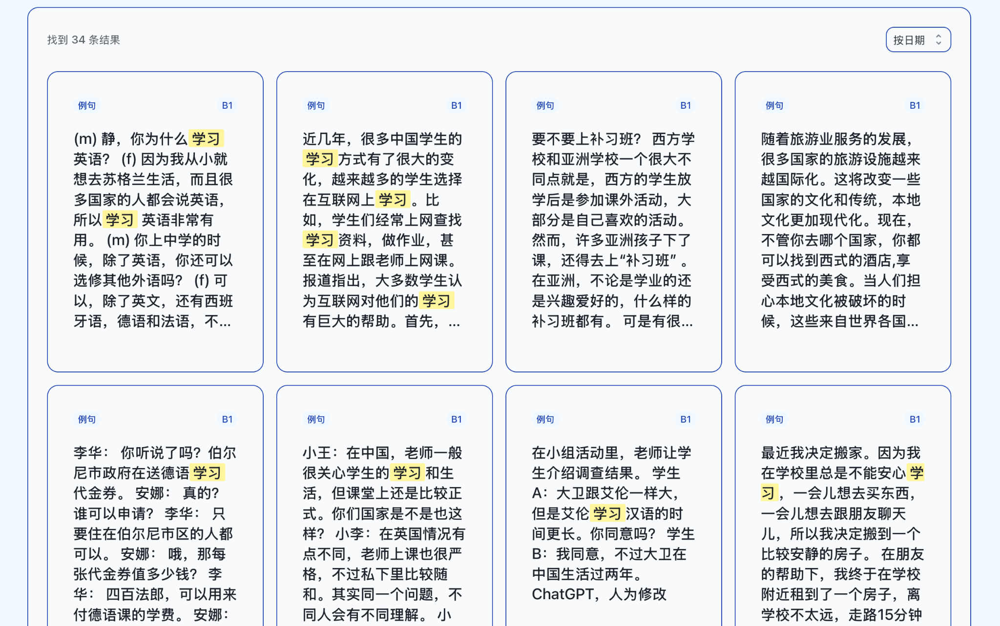 找到 34 条结果
按日期
例句 B1
(m) 静，你为什么学习
英语？ (f) 因为我从小就
想去苏格兰生活，而且很
多国家的人都会说英语，
所以学习 英语非常有
用。 (m) 你上中学的时
候，除了英语，你还可以
选修其他外语吗？ (f) 可
以，除了英文，还有西班
牙语，德语和法语，不...
例句 B1
近几年，很多中国学生的
学习方式有了很大的变
化，越来越多的学生选择
在互联网上学习。比
如，学生们经常上网查找
学习资料，做作业，甚
至在网上跟老师上网课。
报道指出，大多数学生认
为互联网对他们的学习
有巨大的帮助。首先，...
例句 B1
要不要上补习班？ 西方学
校和亚洲学校一个很大不
同点就是，西方的学生放
学后是参加课外活动，大
部分是自己喜欢的活动。
然而，许多亚洲孩子下了
课，还得去上“补习班” 。
在亚洲，不论是学业的还
是兴趣爱好的，什么样的
补习班都有。 可是有很...
例句 B1
随着旅游业服务的发展，
很多国家的旅游设施越来
越国际化。这将改变一些
国家的文化和传统，本地
文化更加现代化。现在，
不管你去哪个国家，你都
可以找到西式的酒店,享
受西式的美食。当人们担
心本地文化被破坏的时
候，这些来自世界各国...
例句 B1
李华： 你听说了吗？伯尔
尼市政府在送德语学习
代金券。 安娜： 真的？
谁可以申请？ 李华： 只
要住在伯尔尼市区的人都
可以。 安娜： 哦，那每
张代金券值多少钱？ 李
华： 四百法郎，可以用来
付德语课的学费。 安娜：
例句 B1
小王：在中国，老师一般
很关心学生的学习和生
活，但课堂上还是比较正
式。你们国家是不是也这
样？ 小李：在英国情况有
点不同，老师上课也很严
格，不过私下里比较随
和。其实同一个问题，不
同人会有不同理解。 小
例句 B1
在小组活动里，老师让学
生介绍调查结果。 学生
A：大卫跟艾伦一样大，
但是艾伦学习汉语的时
间更长。你同意吗？ 学生
B：我同意，不过大卫在
中国生活过两年。
ChatGPT，人为修改
例句 B1
最近我决定搬家。因为我
在学校里总是不能安心学
习，一会儿想去买东西，
一会儿想去跟朋友聊天
儿，所以我决定搬到一个
比较安静的房子。 在朋友
的帮助下，我终于在学校
附近租到了一个房子，离
学校不太远，走路15分钟